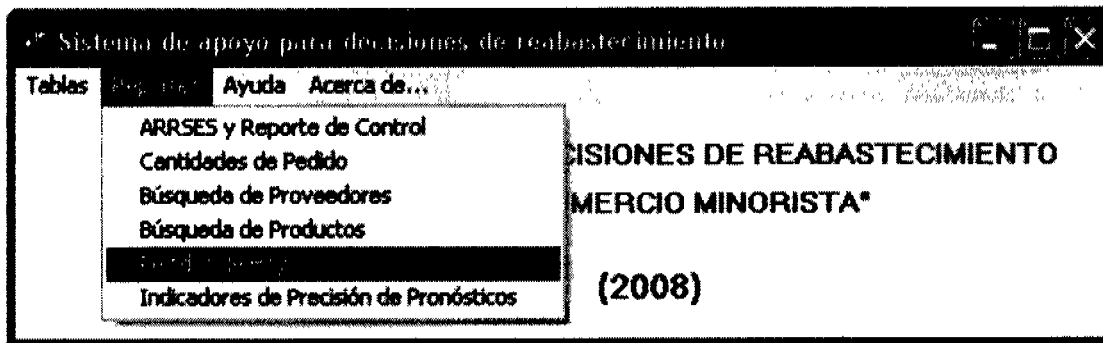 Sistema de apoyo para decisiones de reabastecimiento
Tablas Ayuda Acerca de...
ARRSES y Reporte de Control
Cantidades de Pedido
Búsqueda de Proveedores
Búsqueda de Productos
Indicadores de Precisión de Pronósticos
CISIONES DE REABASTECIMIENTO
MERCIO MINORISTA"
(2008)